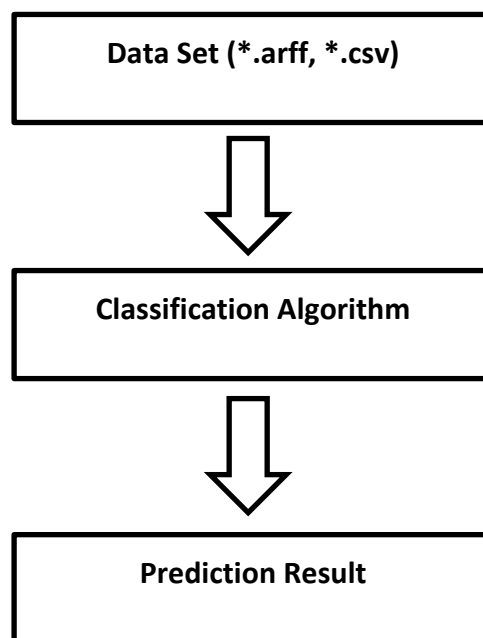 Data Set (*.arff, *.csv)
Classification Algorithm
Prediction Result